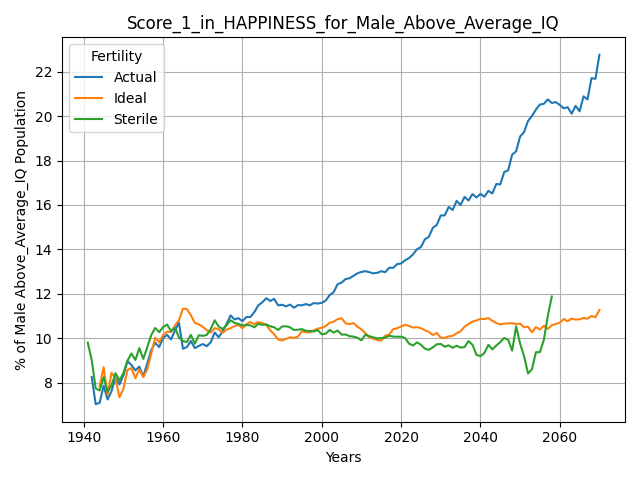 Score_1_in_HAPPINESS_for_Male_Above_Average_IQ
Fertility
Actual
Ideal
Sterile
% of Male Above_Average_IQ Population
22
20
18
16
14
12
10
8
1940 1960 1980 2000 2020 2040 2060
Years